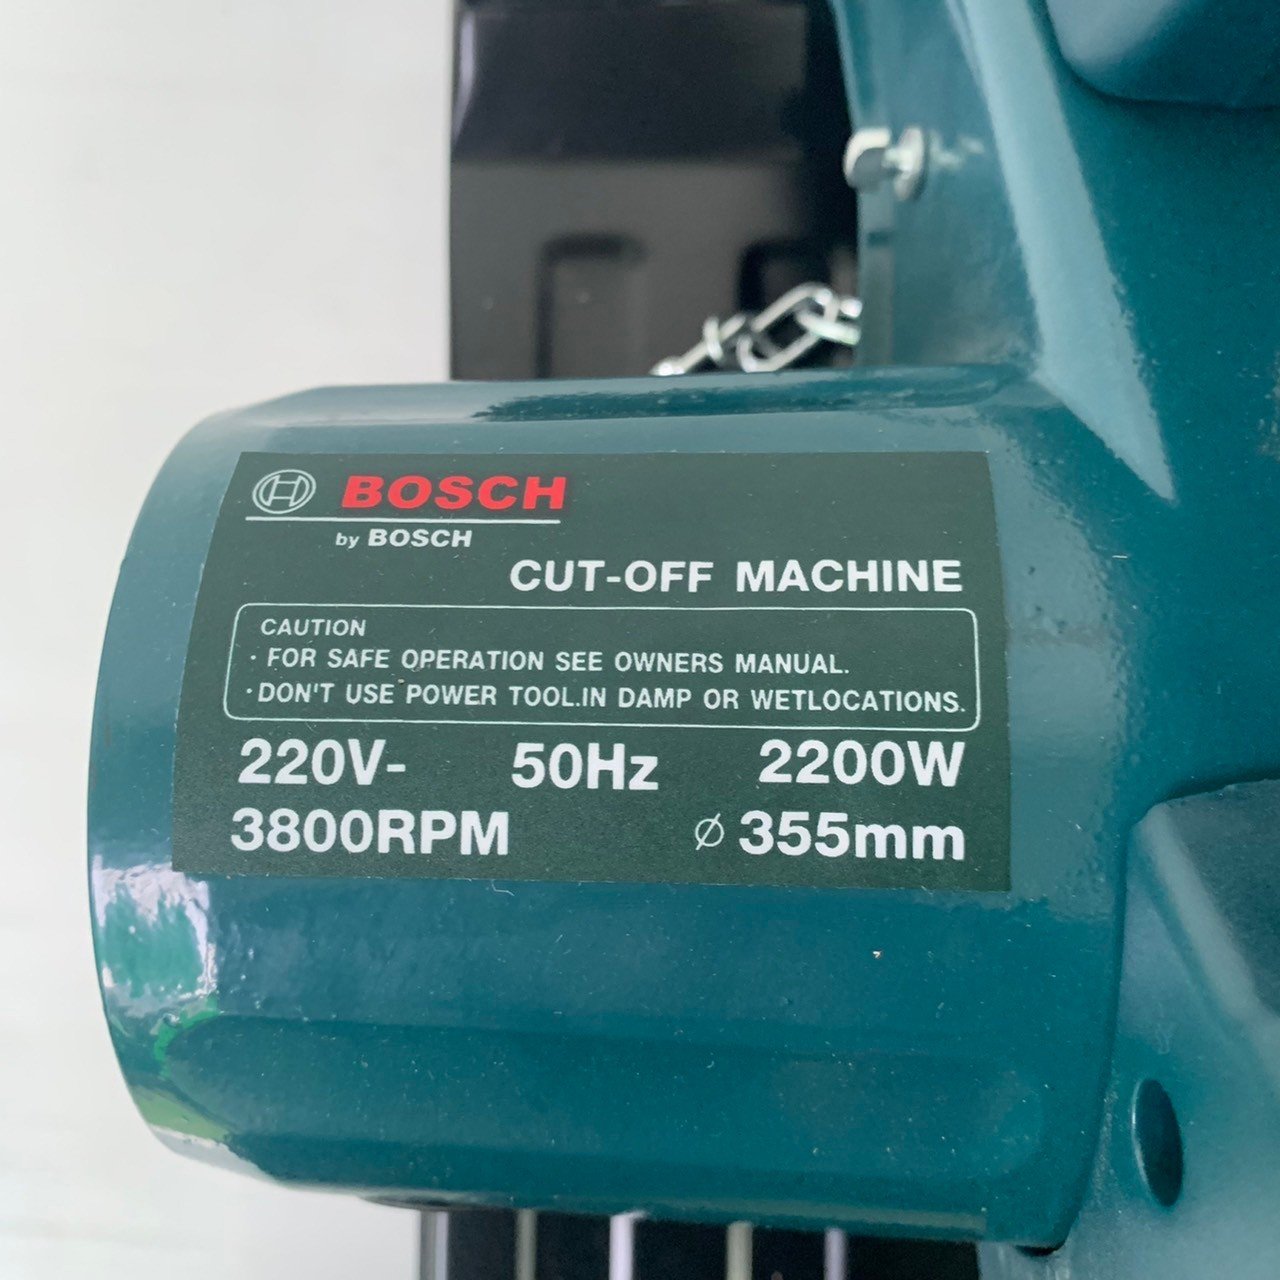 BOSCH
by BOSCH
CUT-OFF MACHINE
CAUTION
· FOR SAFE OPERATION SEE OWNERS MANUAL.
· DON'T USE POWER TOOL.IN DAMP OR WETLOCATIONS.
220V- 50Hz 2200W
3800RPM ⌀ 355mm